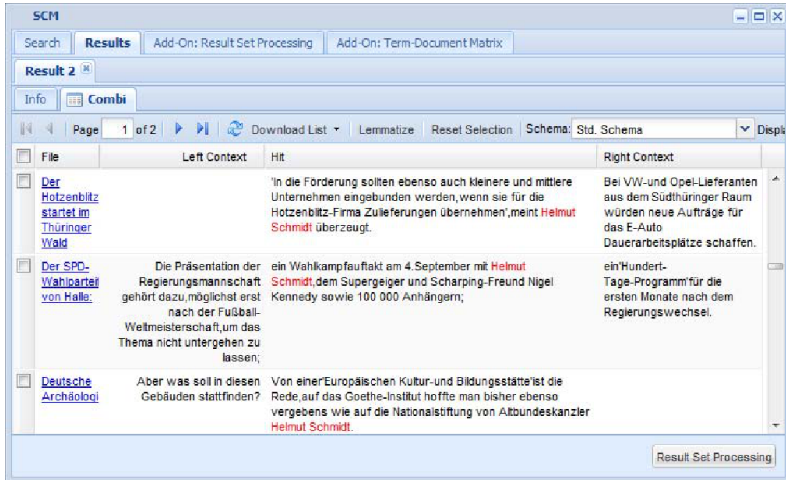 SCM
Search Results Add-On: Result Set Processing Add-On: Term-Document Matrix
Result 2
Info Combi
Page 1 of 2 Download List Lemmatize Reset Selection Schema: Std. Schema Displa
File Left Context Hit Right Context
Der
Hotzenblitz
startet im
Thüringer
Wald
'In die Förderung sollten ebenso auch kleinere und mittlere
Unternehmen eingebunden werden,wenn sie für die
Hotzenblitz-Firma Zulieferungen übernehmen',meint Helmut
Schmidt überzeugt.
Bei VW-und Opel-Lieferanten
aus dem Südthüringer Raum
würden neue Aufträge für
das E-Auto
Dauerarbeitsplätze schaffen.
Der SPD-
Wahlparteit
von Halle:
Die Präsentation der
Regierungsmannschaft
gehört dazu,möglichst erst
nach der Fußball-
Weltmeisterschaft,um das
Thema nicht untergehen zu
lassen;
ein Wahlkampfauftakt am 4.September mit Helmut
Schmidt,dem Supergeiger und Scharping-Freund Nigel
Kennedy sowie 100 000 Anhängern;
ein'Hundert-
Tage-Programm'für die
ersten Monate nach dem
Regierungswechsel.
Deutsche
Archäologi
Aber was soll in diesen
Gebäuden stattfinden?
Von einer'Europäischen Kultur-und Bildungsstätte'ist die
Rede,auf das Goethe-Institut hoffte man bisher ebenso
vergebens wie auf die Nationalstiftung von Altbundeskanzler
Helmut Schmidt.
Result Set Processing